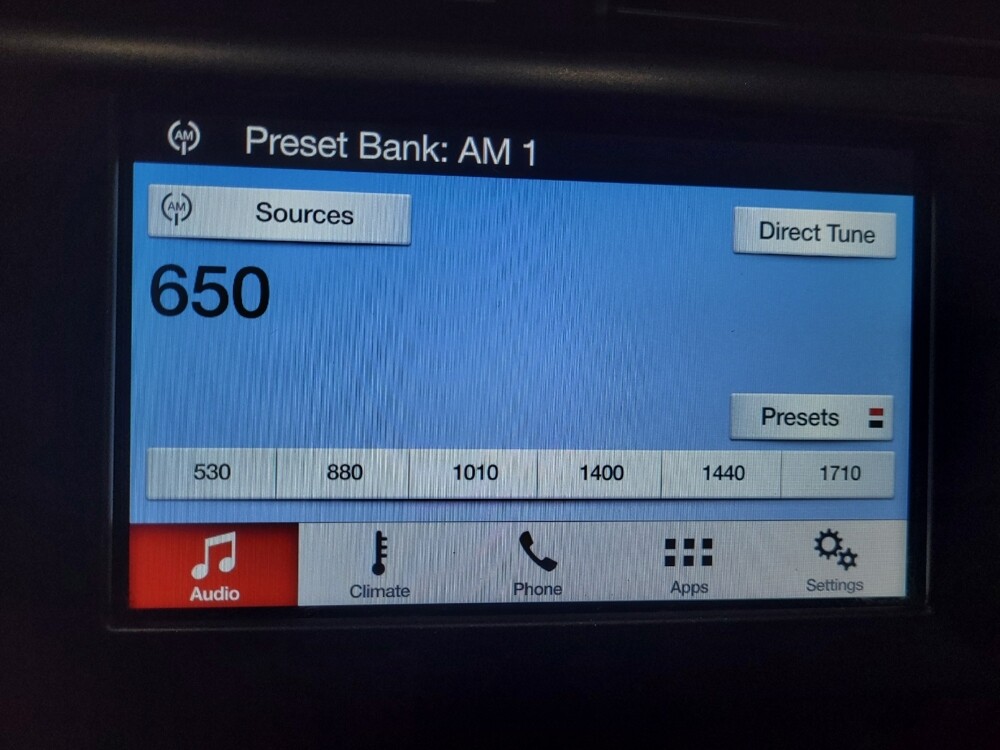 AM Preset Bank: AM 1
AM Sources
Direct Tune
650
Presets
530 880 1010 1400 1440 1710
Audio Climate Phone Apps Settings